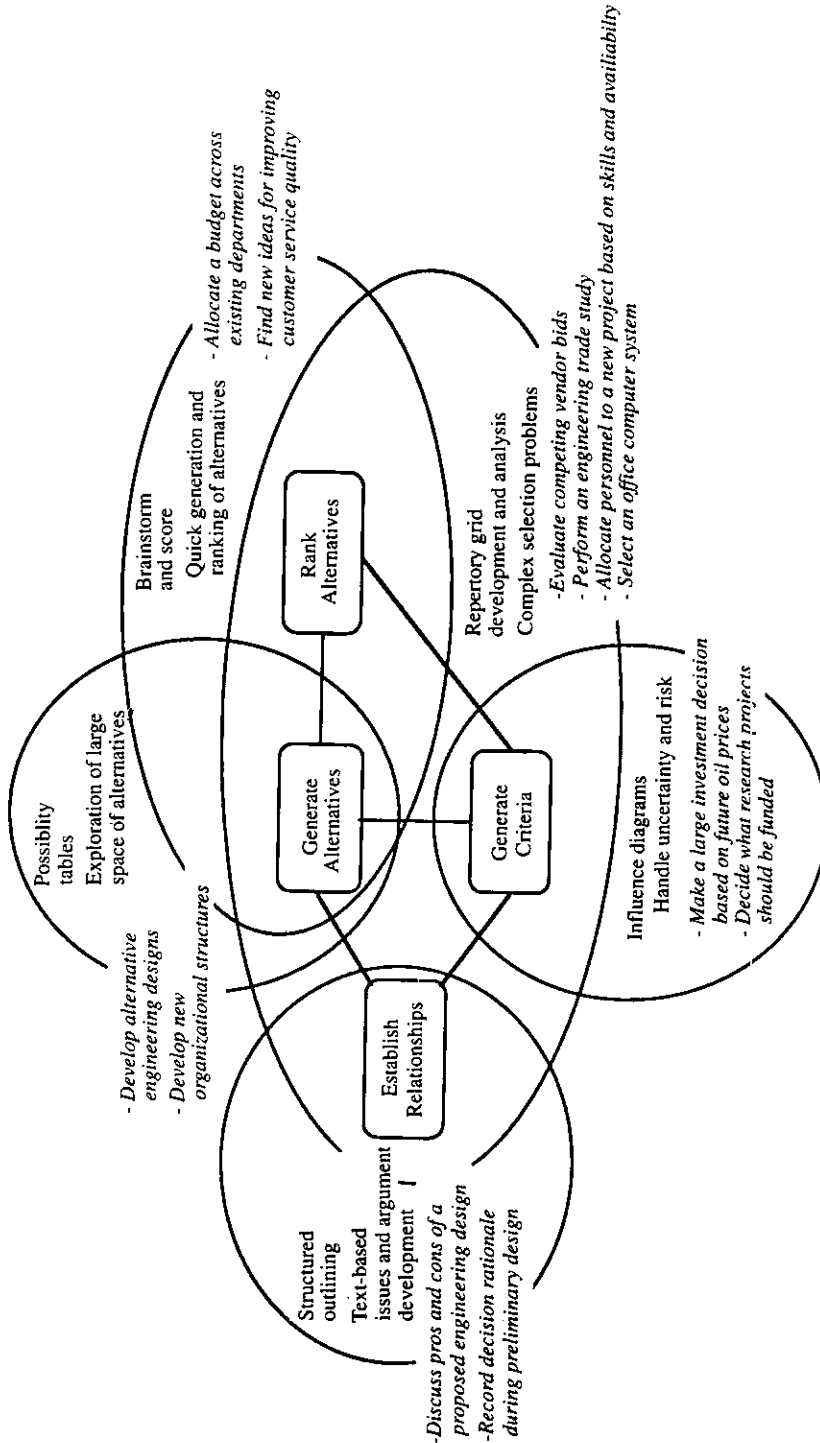 Possiblity
tables
Exploration of large
space of alternatives
- Develop alternative
engineering designs
- Develop new
organizational structures
Brainstorm
and score
Quick generation and
ranking of alternatives
- Allocate a budget across
existing departments
- Find new ideas for improving
customer service quality
Structured
outlining
Text-based
issues and argument
development
-Discuss pros and cons of a
proposed engineering design
-Record decision rationale
during preliminary design
Establish
Relationships
Generate
Alternatives
Rank
Alternatives
Generate
Criteria
Repertory grid
development and analysis
Complex selection problems
-Evaluate competing vendor bids
- Perform an engineering trade study
- Allocate personnel to a new project based on skills and availiabilty
- Select an office computer system
Influence diagrams
Handle uncertainty and risk
- Make a large investment decision
based on future oil prices
- Decide what research projects
should be funded